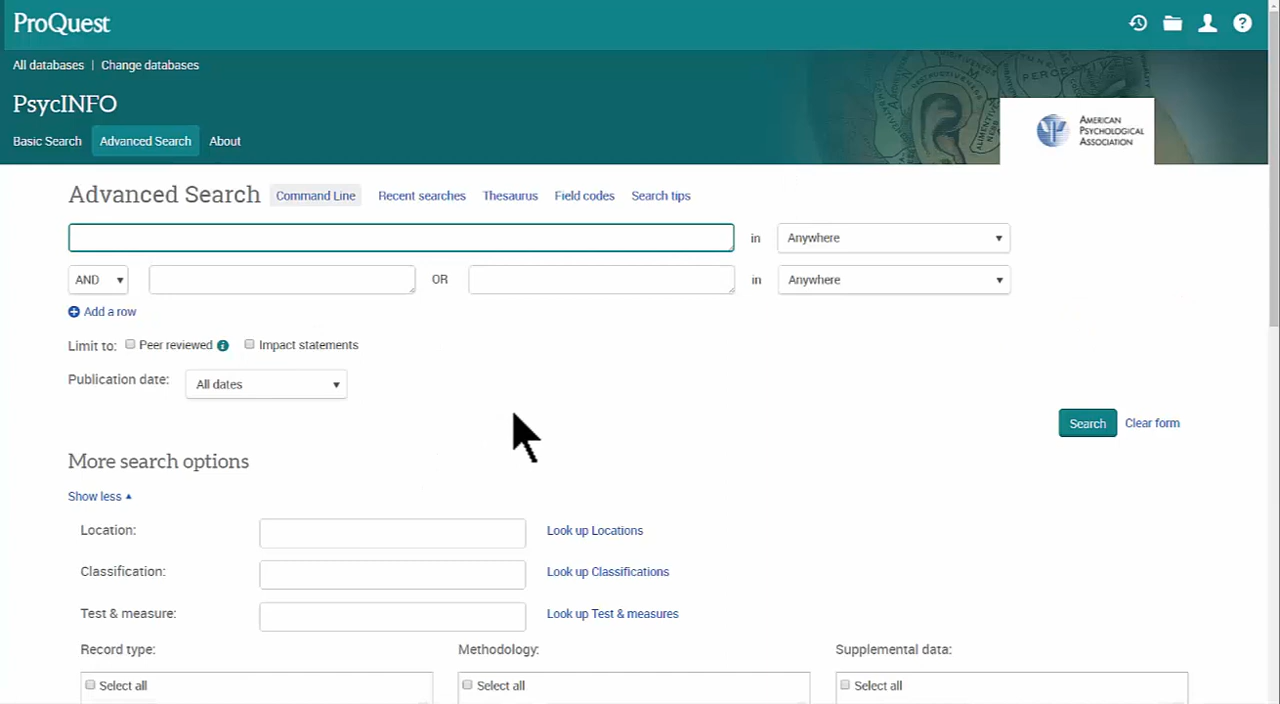 ProQuest
All databases | Change databases
PsycINFO
Basic Search Advanced Search About
AMERICAN
PSYCHOLOGICAL
ASSOCIATION
Advanced Search Command Line Recent searches Thesaurus Field codes Search tips
in Anywhere
AND OR in Anywhere
Add a row
Limit to: Peer reviewed Impact statements
Publication date: All dates
Search Clear form
More search options
Show less
Location: Look up Locations
Classification: Look up Classifications
Test & measure: Look up Test & measures
Record type: Methodology: Supplemental data:
Select all Select all Select all